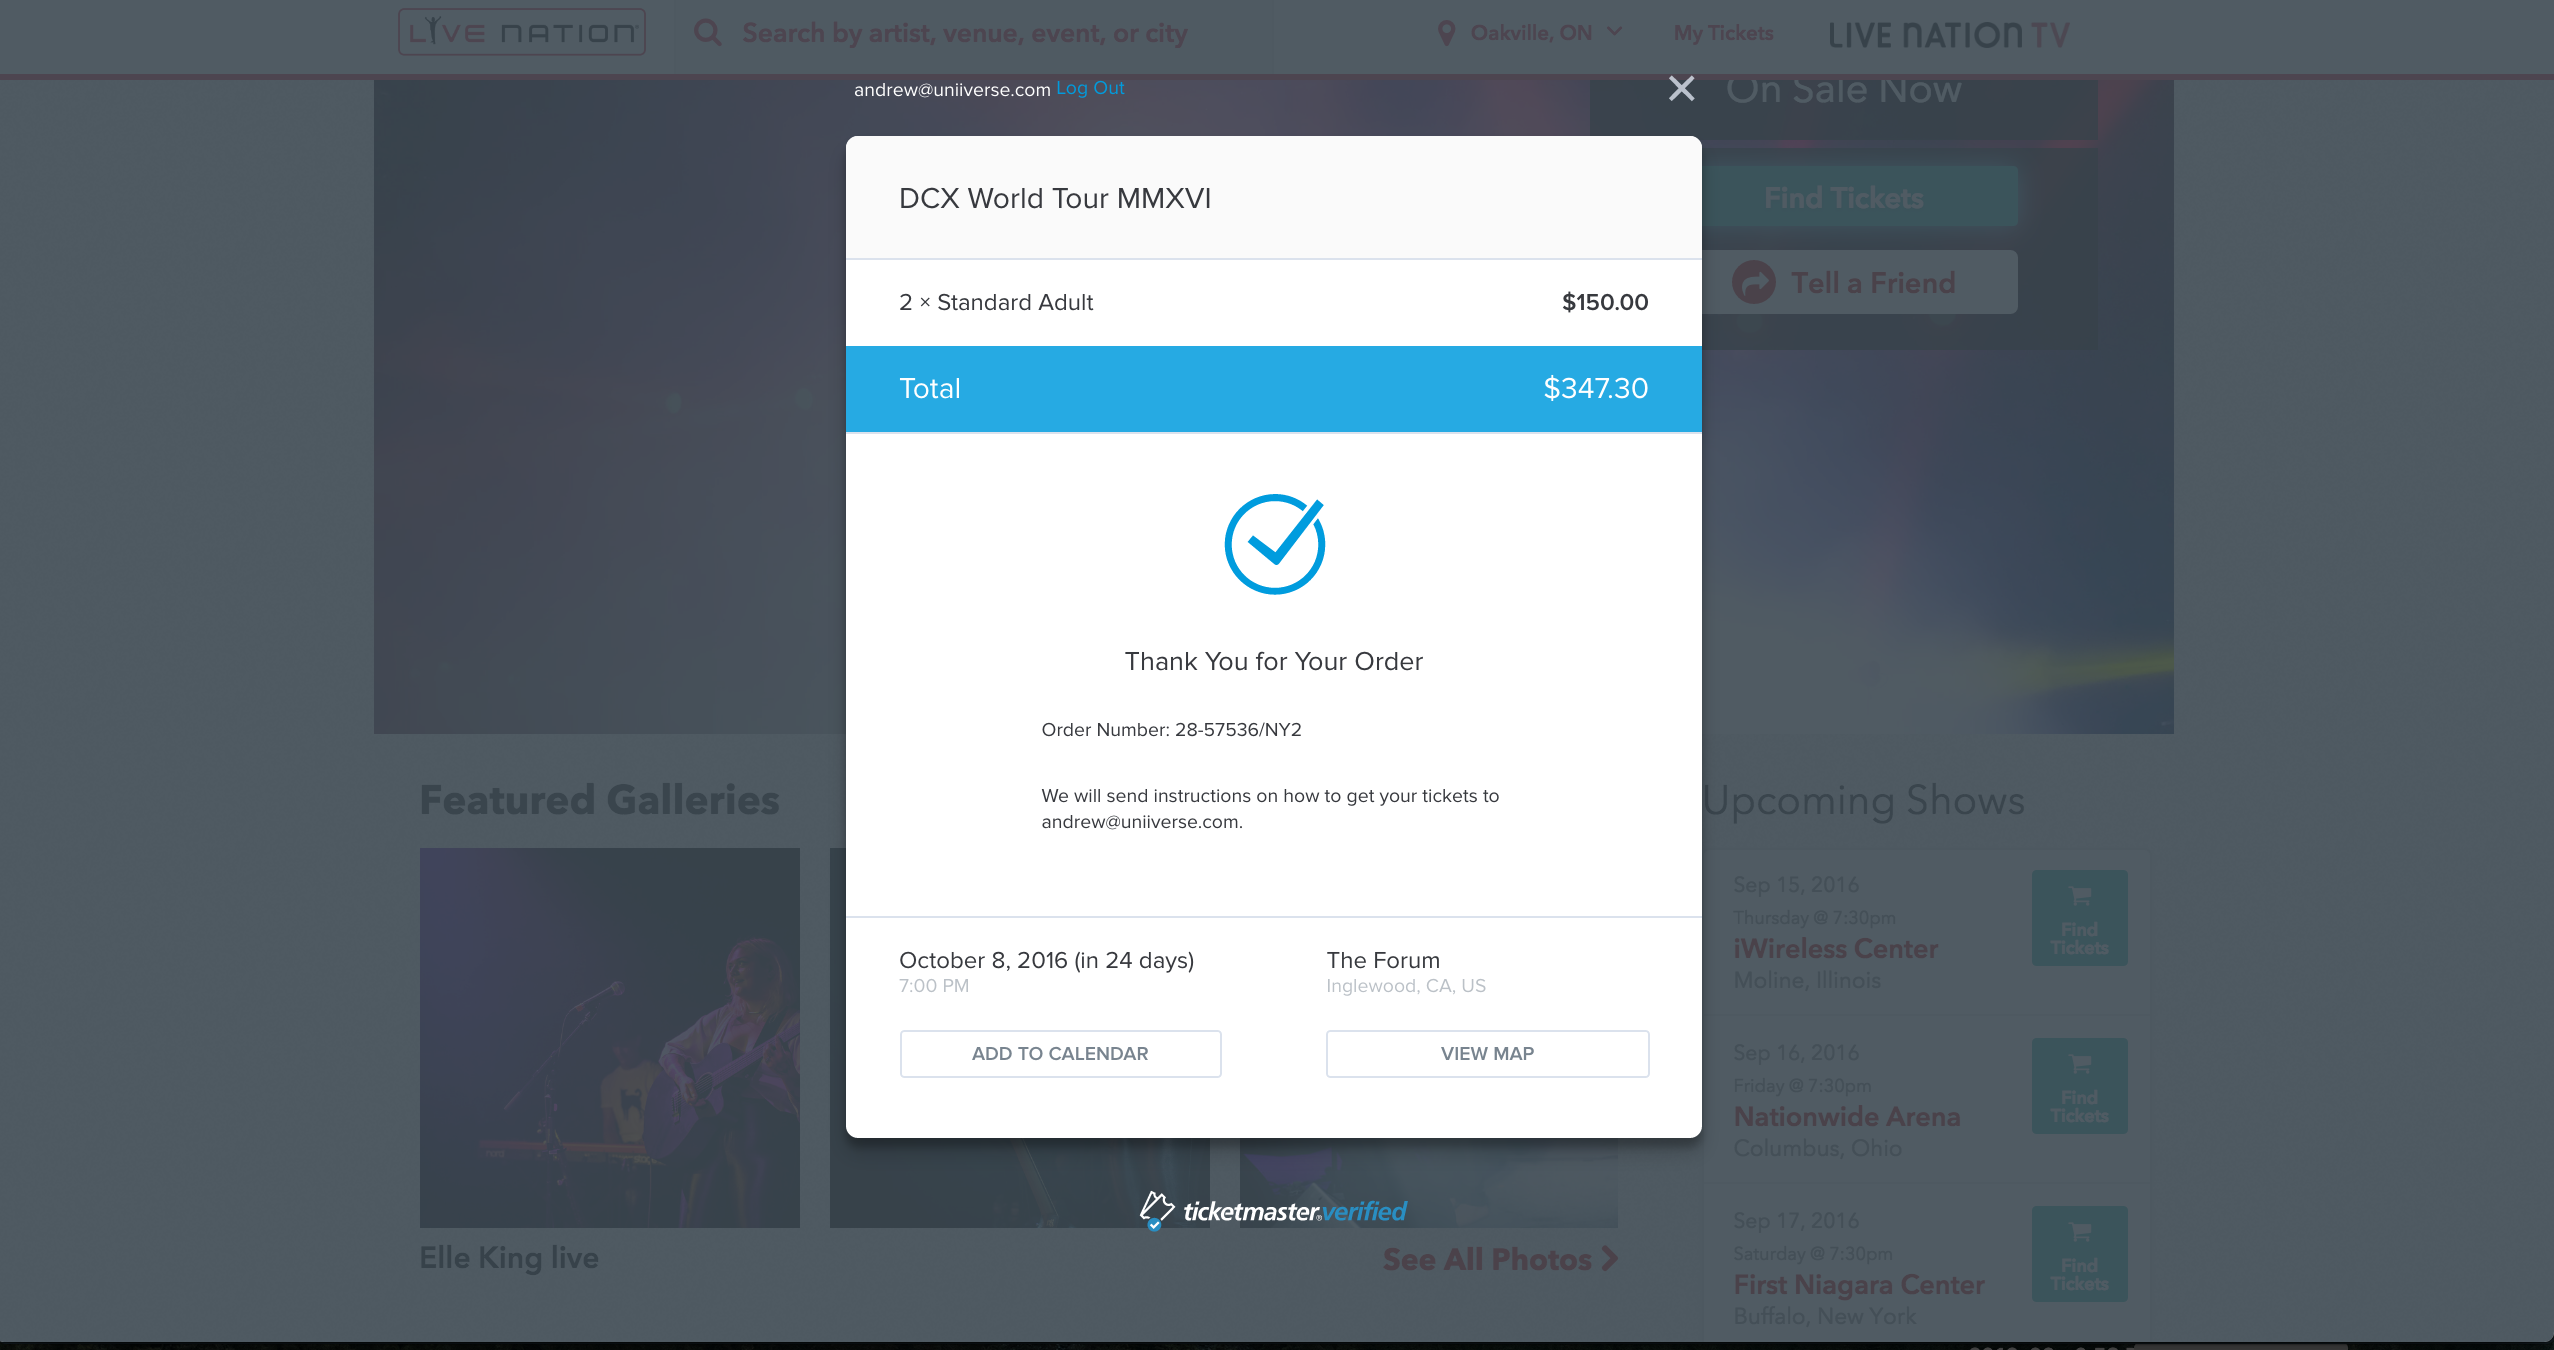 LIVE NATION
Search by artist, venue, event, or city
Oakville, ON
My Tickets
LIVE NATION TV
andrew@uniiverse.com Log Out
On Sale Now
DCX World Tour MMXVI
Find Tickets
Tell a Friend
2 × Standard Adult $150.00
Total $347.30
Thank You for Your Order
Order Number: 28-57536/NY2
We will send instructions on how to get your tickets to
andrew@uniiverse.com.
October 8, 2016 (in 24 days)
7:00 PM
The Forum
Inglewood, CA, US
ADD TO CALENDAR
VIEW MAP
ticketmaster®verified
Featured Galleries
Elle King live
See All Photos
Upcoming Shows
Sep 15, 2016
Thursday @ 7:30pm
iWireless Center
Moline, Illinois
Find
Tickets
Sep 16, 2016
Friday @ 7:30pm
Nationwide Arena
Columbus, Ohio
Find
Tickets
Sep 17, 2016
Saturday @ 7:30pm
First Niagara Center
Buffalo, New York
Find
Tickets